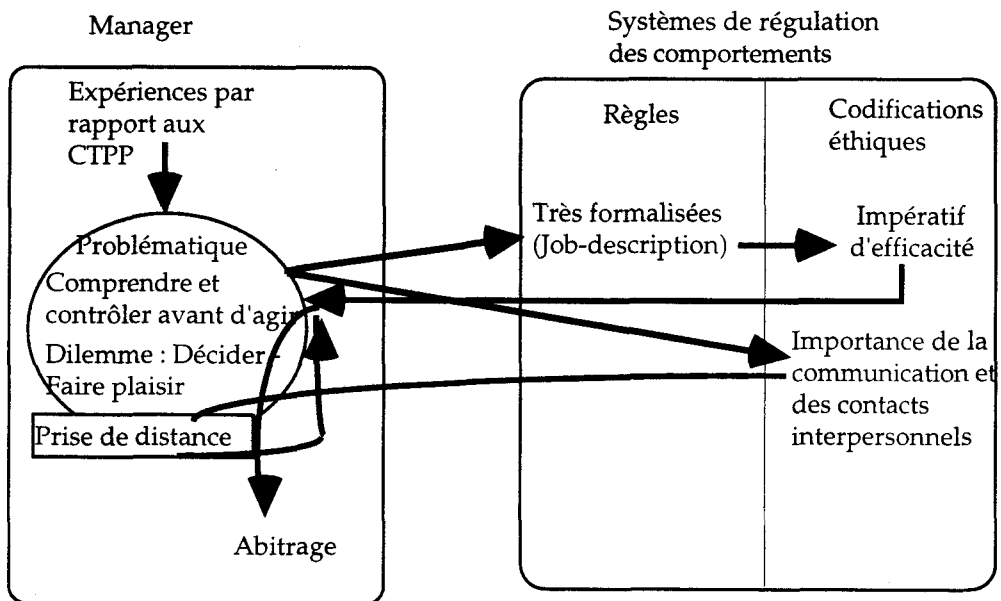 Manager
Systèmes de régulation
des comportements
Expériences par
rapport aux
CTPP
Problématique
Comprendre et
contrôler avant d'agir
Dilemme : Décider -
Faire plaisir
Prise de distance
Abitrage
Règles
Très formalisées
(Job-description)
Codifications
éthiques
Impératif
d'efficacité
Importance de la
communication et
des contacts
interpersonnels